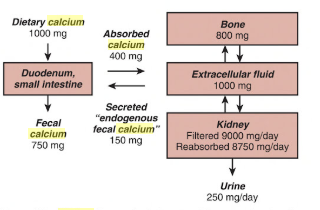 Dietary calcium
1000 mg
Absorbed
calcium
400 mg
Bone
800 mg
Duodenum,
small intestine
Extracellular fluid
1000 mg
Fecal
calcium
750 mg
Secreted
"endogenous
fecal calcium"
150 mg
Kidney
Filtered 9000 mg/day
Reabsorbed 8750 mg/day
Urine
250 mg/day